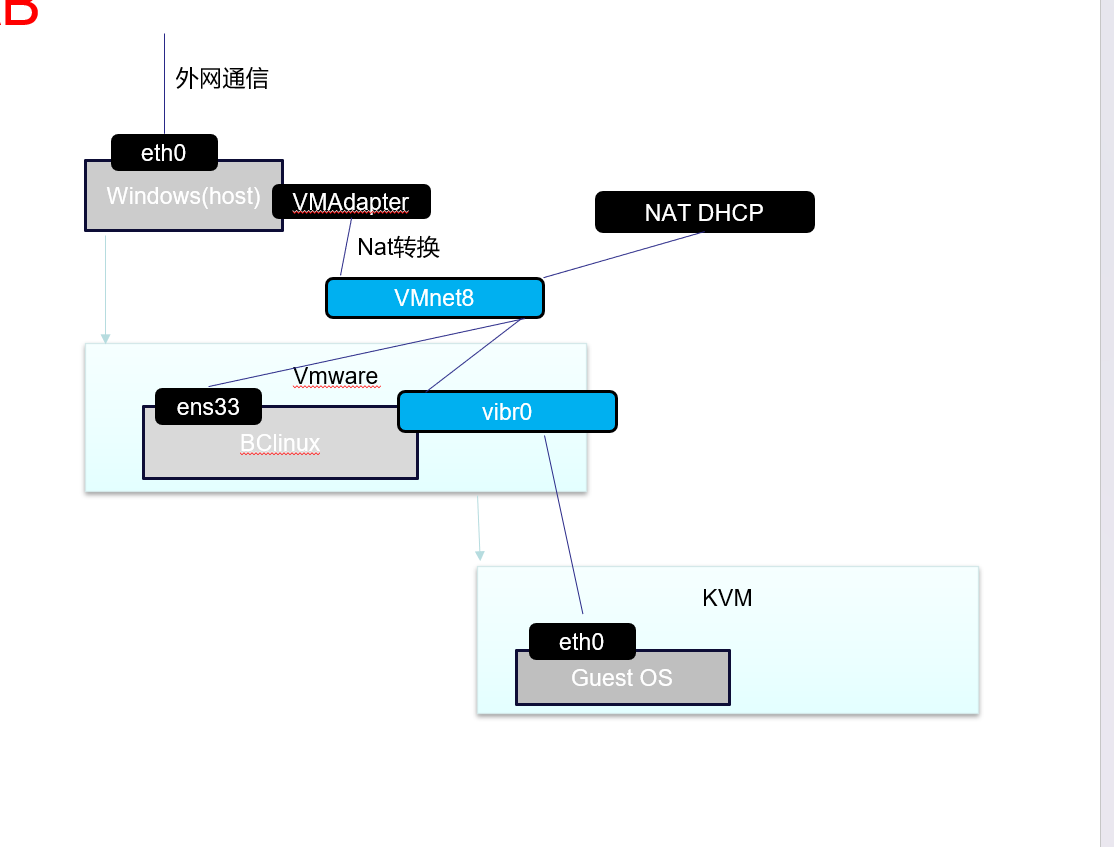 外网通信
eth0
Windows(host)
VMAdapter
NAT DHCP
Nat转换
VMnet8
Vmware
ens33
vibr0
BClinux
KVM
eth0
Guest OS